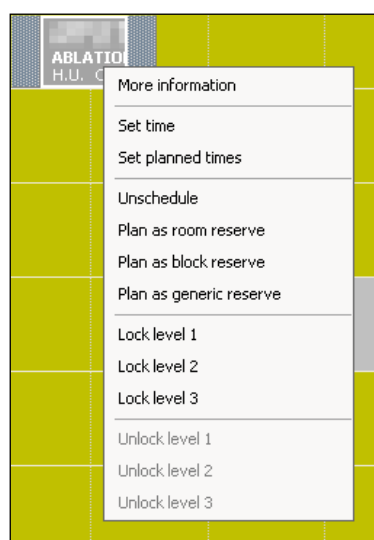 ABLATIO
H.U.
More information
Set time
Set planned times
Unschedule
Plan as room reserve
Plan as block reserve
Plan as generic reserve
Lock level 1
Lock level 2
Lock level 3
Unlock level 1
Unlock level 2
Unlock level 3